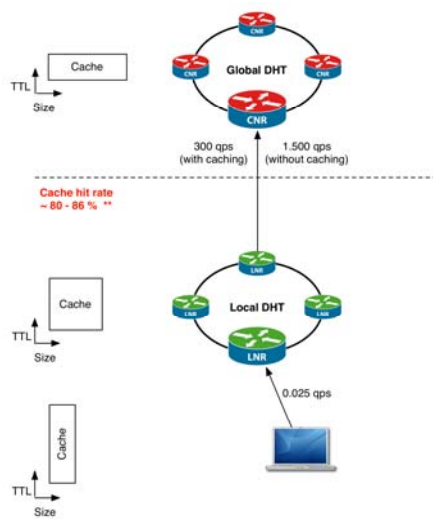 CNR
Cache
TTL
Size
CNR
Global DHT
CNR
CNR
300 qps
(with caching)
1.500 qps
(without caching)
Cache hit rate
~ 80 - 86 % **
LNR
Cache
TTL
Size
LNR
Local DHT
LNR
LNR
0.025 qps
Cache
TTL
Size